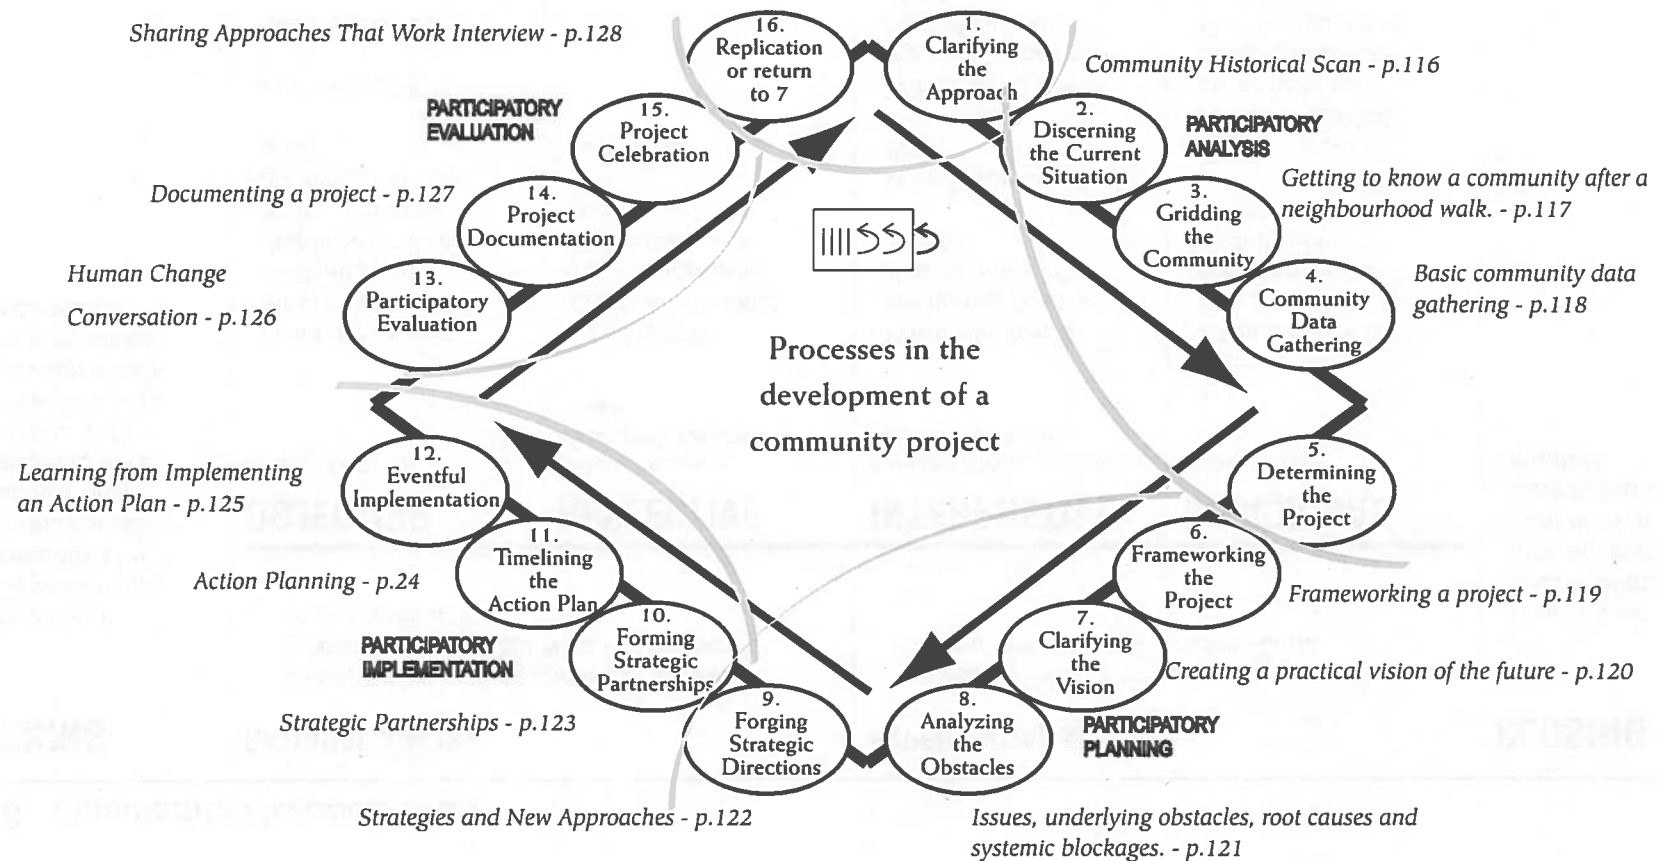 Sharing Approaches That Work Interview - p.128
16.
Replication
or return
to 7
1.
Clarifying
the
Approach
Community Historical Scan - p.116
PARTICIPATORY
EVALUATION
15.
Project
Celebration
2.
Discerning
the Current
Situation
PARTICIPATORY
ANALYSIS
Documenting a project - p.127
14.
Project
Documentation
3.
Gridding
the
Community
Getting to know a community after a
neighbourhood walk. - p.117
Human Change
Conversation - p.126
13.
Participatory
Evaluation
4.
Community
Data
Gathering
Basic community data
gathering - p.118
Processes in the
development of a
community project
Learning from Implementing
an Action Plan - p.125
12.
Eventful
Implementation
5.
Determining
the
Project
Action Planning - p.24
11.
Timelining
the
Action Plan
6.
Frameworking
the
Project
Frameworking a project - p.119
PARTICIPATORY
IMPLEMENTATION
10.
Forming
Strategic
Partnerships
7.
Clarifying
the
Vision
Creating a practical vision of the future - p.120
Strategic Partnerships - p.123
9.
Forging
Strategic
Directions
8.
Analyzing
the
Obstacles
PARTICIPATORY
PLANNING
Strategies and New Approaches - p.122
Issues, underlying obstacles, root causes and
systemic blockages. - p.121